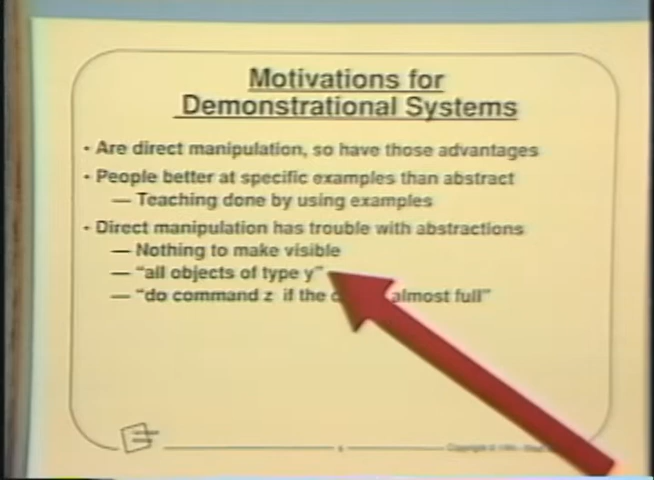 Motivations for
Demonstrational Systems
· Are direct manipulation, so have those advantages
· People better at specific examples than abstract
— Teaching done by using examples
· Direct manipulation has trouble with abstractions
— Nothing to make visible
— “all objects of type y”
— “do command z if the almost full”
Copyright ©